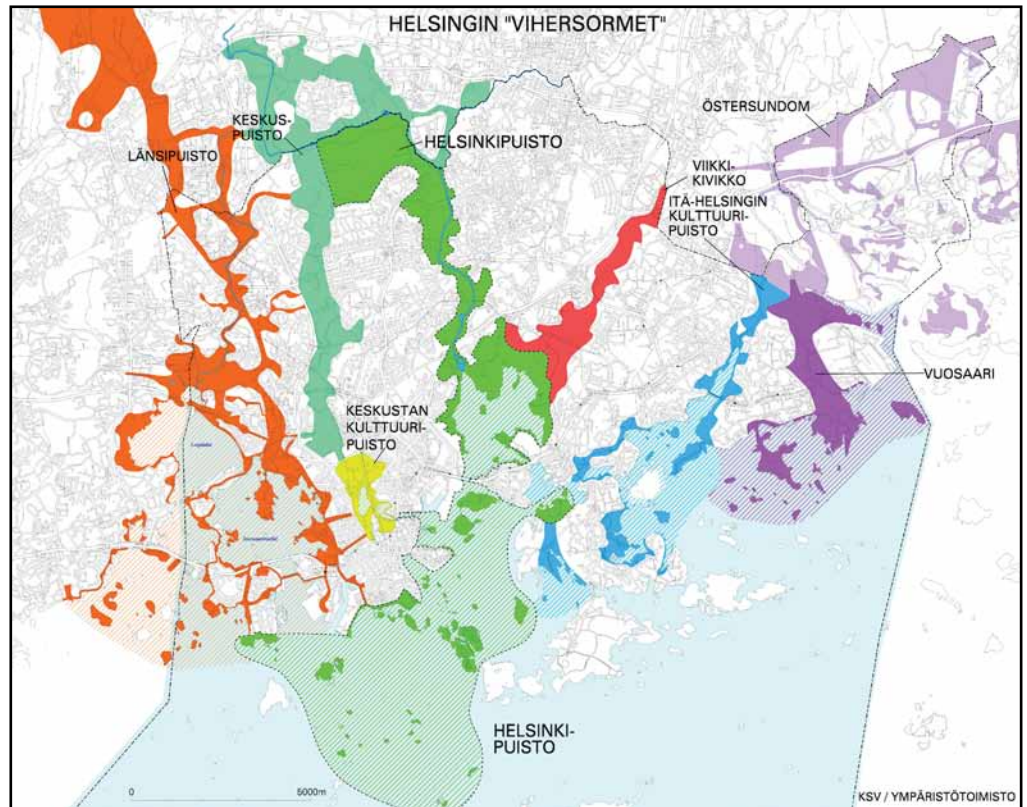 HELSINGIN "VIHERSORMET"
ÖSTERSUNDOM
KESKUS-
PUISTO
HELSINKIPUISTO
LÄNSIPUISTO
VIIKKI-
KIVIKKO
ITÄ-HELSINGIN
KULTTUURI-
PUISTO
VUOSAARI
KESKUSTAN
KULTTUURI-
PUISTO
HELSINKI-
PUISTO
0 5000m
KSV / YMPÄRISTÖTOIMISTO